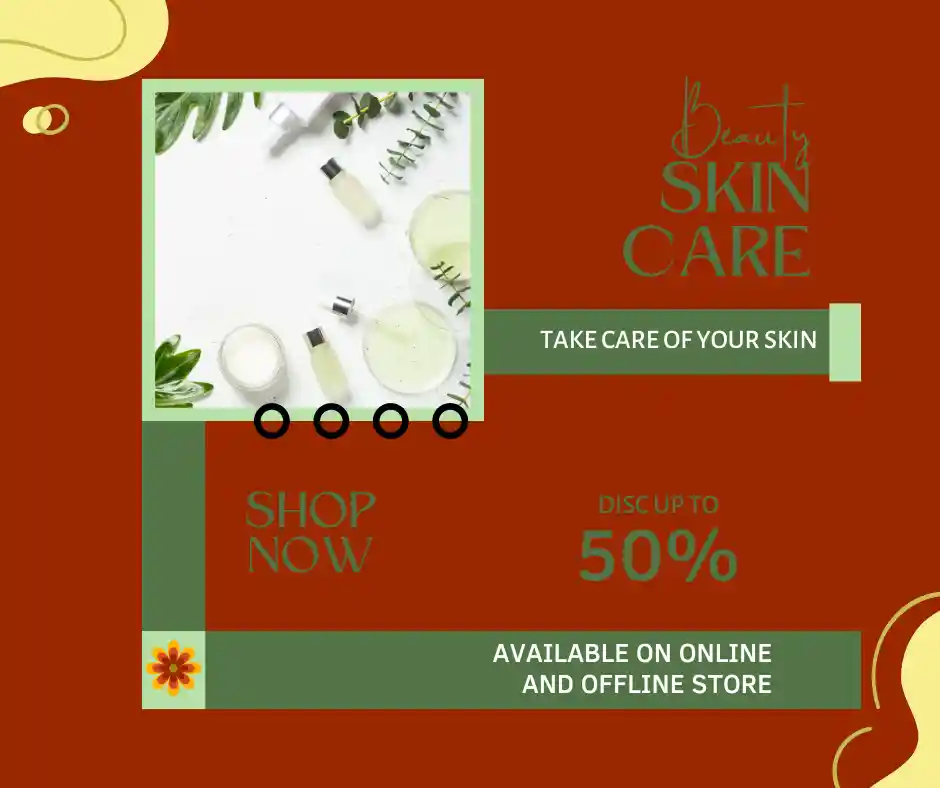 Beauty
SKIN
CARE
TAKE CARE OF YOUR SKIN
SHOP
NOW
DISC UP TO
50%
AVAILABLE ON ONLINE
AND OFFLINE STORE